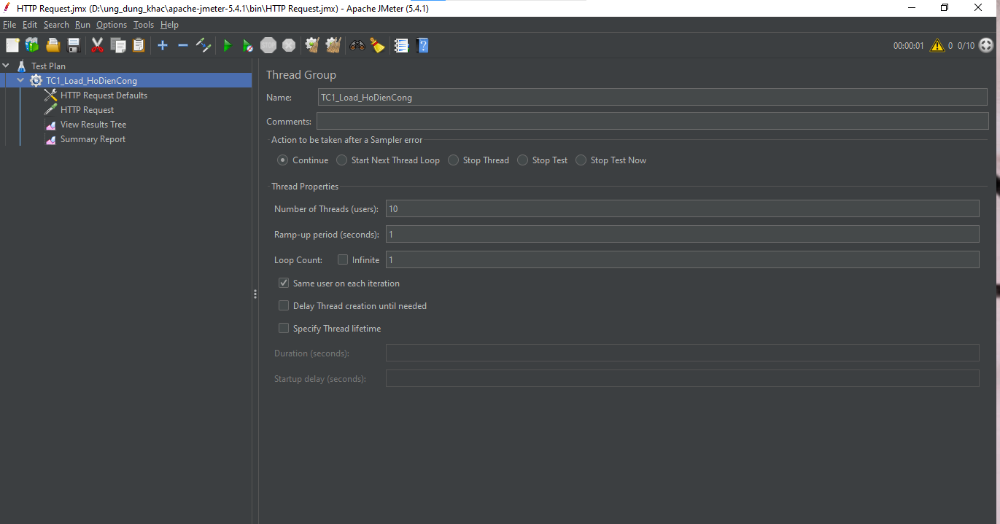 HTTP Request.jmx (D:\ung_dung_khac\apache-jmeter-5.4.1\bin\HTTP Request.jmx) - Apache JMeter (5.4.1)
File Edit Search Run Options Tools Help
STOP 00:00:01 0 0/10
Test Plan
TC1_Load_HoDienCong
HTTP Request Defaults
HTTP Request
View Results Tree
Summary Report
Thread Group
Name: TC1_Load_HoDienCong
Comments:
Action to be taken after a Sampler error
Continue Start Next Thread Loop Stop Thread Stop Test Stop Test Now
Thread Properties
Number of Threads (users): 10
Ramp-up period (seconds): 1
Loop Count: Infinite 1
Same user on each iteration
Delay Thread creation until needed
Specify Thread lifetime
Duration (seconds):
Startup delay (seconds):